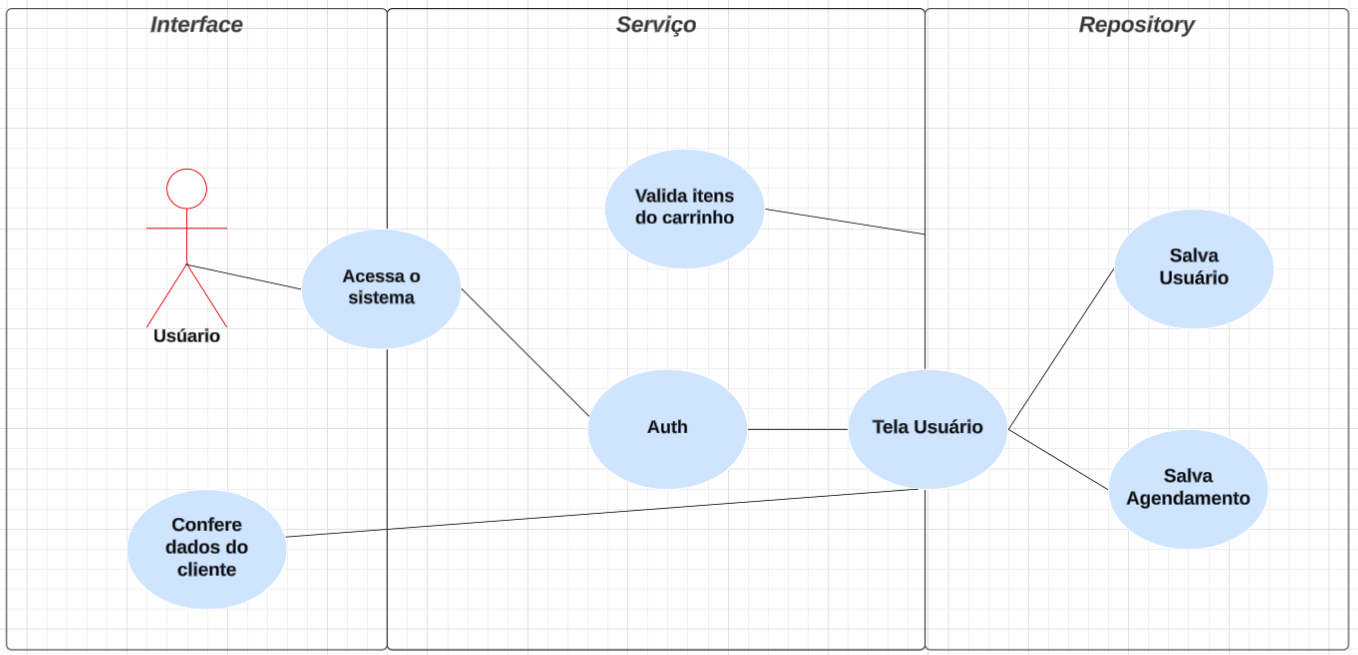 Interface
Serviço
Repository
Valida itens
do carrinho
Salva
Usuário
Acessa o
sistema
Usúario
Auth
Tela Usuário
Salva
Agendamento
Confere
dados do
cliente